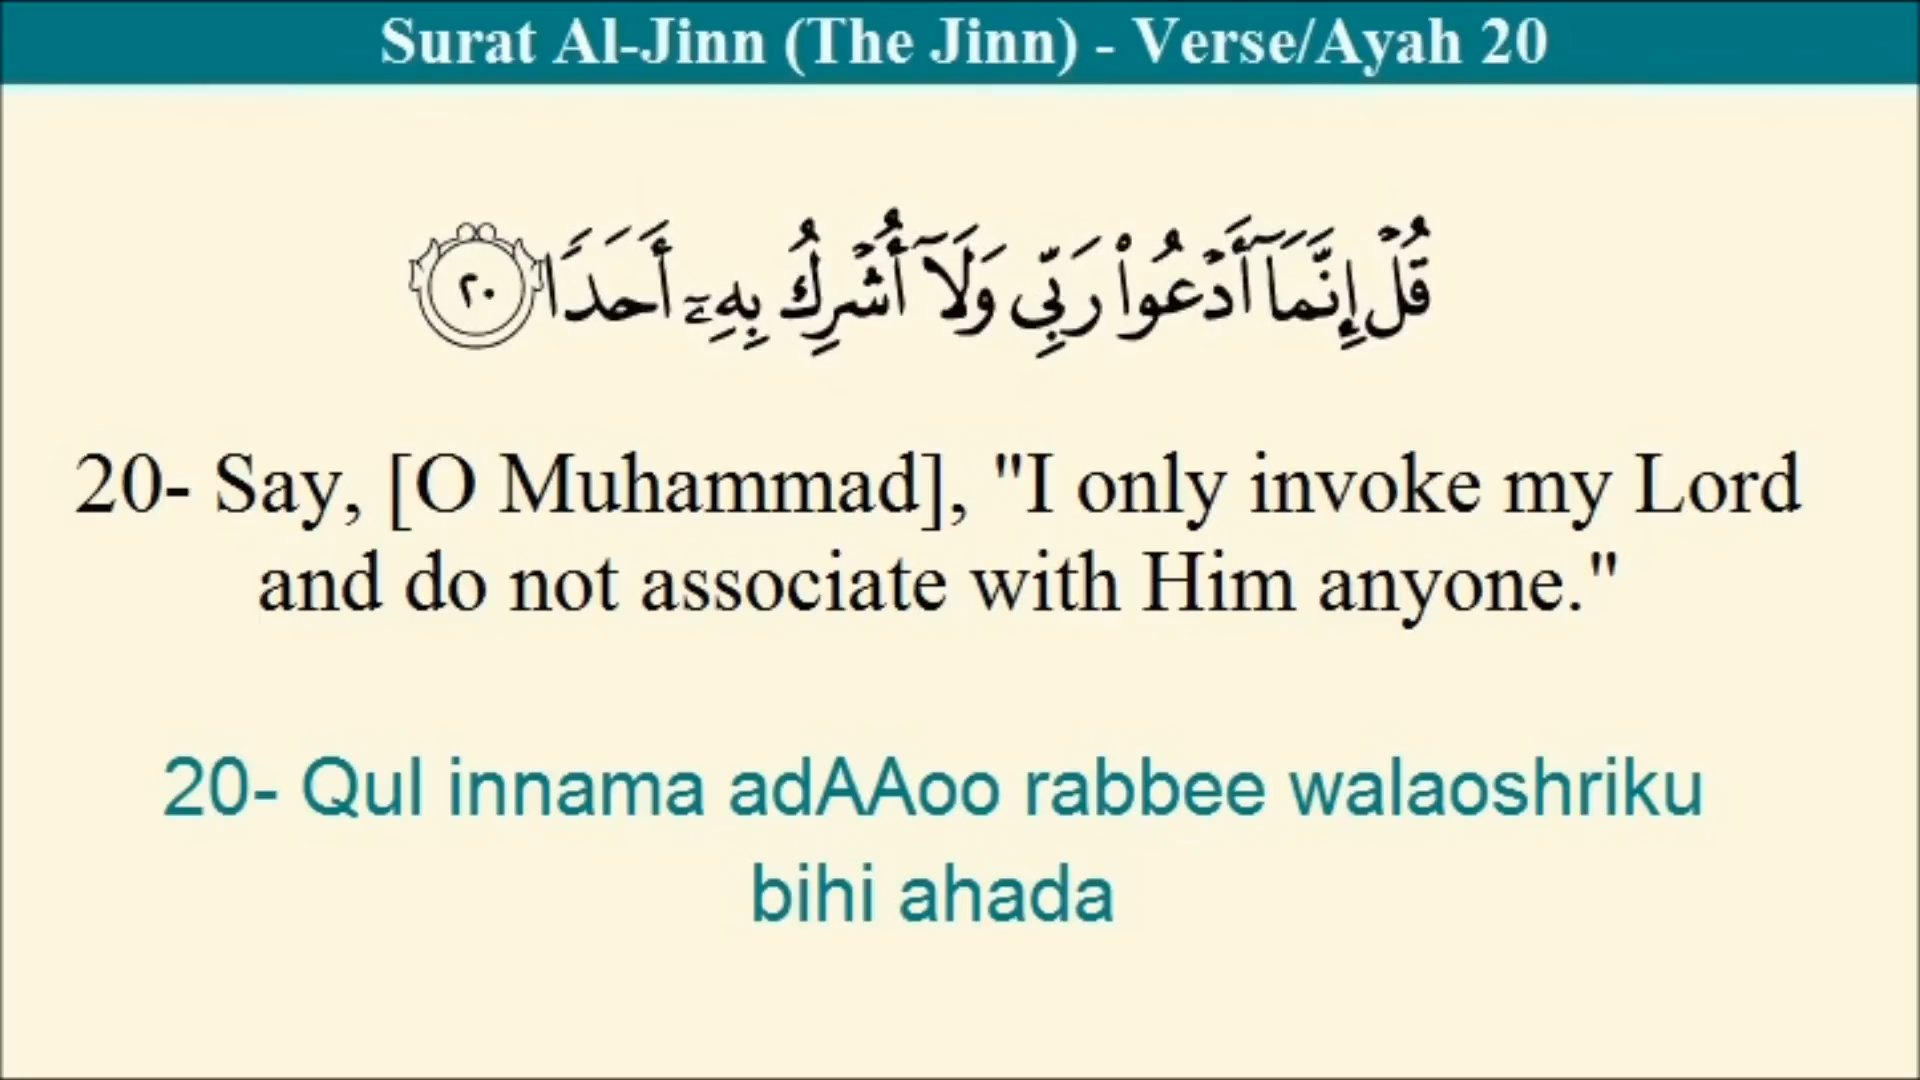 Surat Al-Jinn (The Jinn) - Verse/Ayah 20
قُلْ إِنَّمَآ أَدْعُوا۟ رَبِّى وَلَآ أُشْرِكُ بِهِۦٓ أَحَدًا ٢٠
20- Say, [O Muhammad], "I only invoke my Lord
and do not associate with Him anyone."
20- Qul innama adAAoo rabbee walaoshriku
bihi ahada